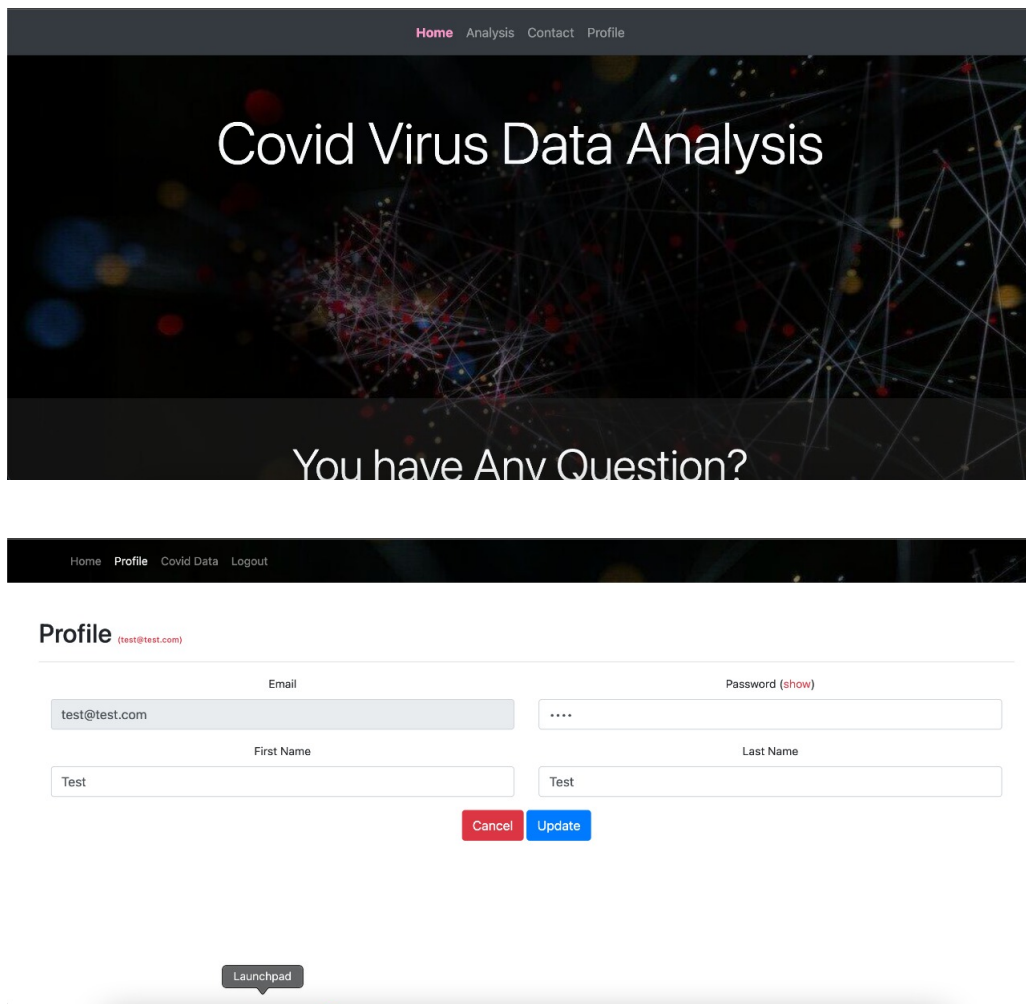 Home Analysis Contact Profile
Covid Virus Data Analysis
You have Any Question?
Home Profile Covid Data Logout
Profile (test@test.com)
Email Password (show)
test@test.com ••••
First Name Last Name
Test Test
Cancel Update
Launchpad